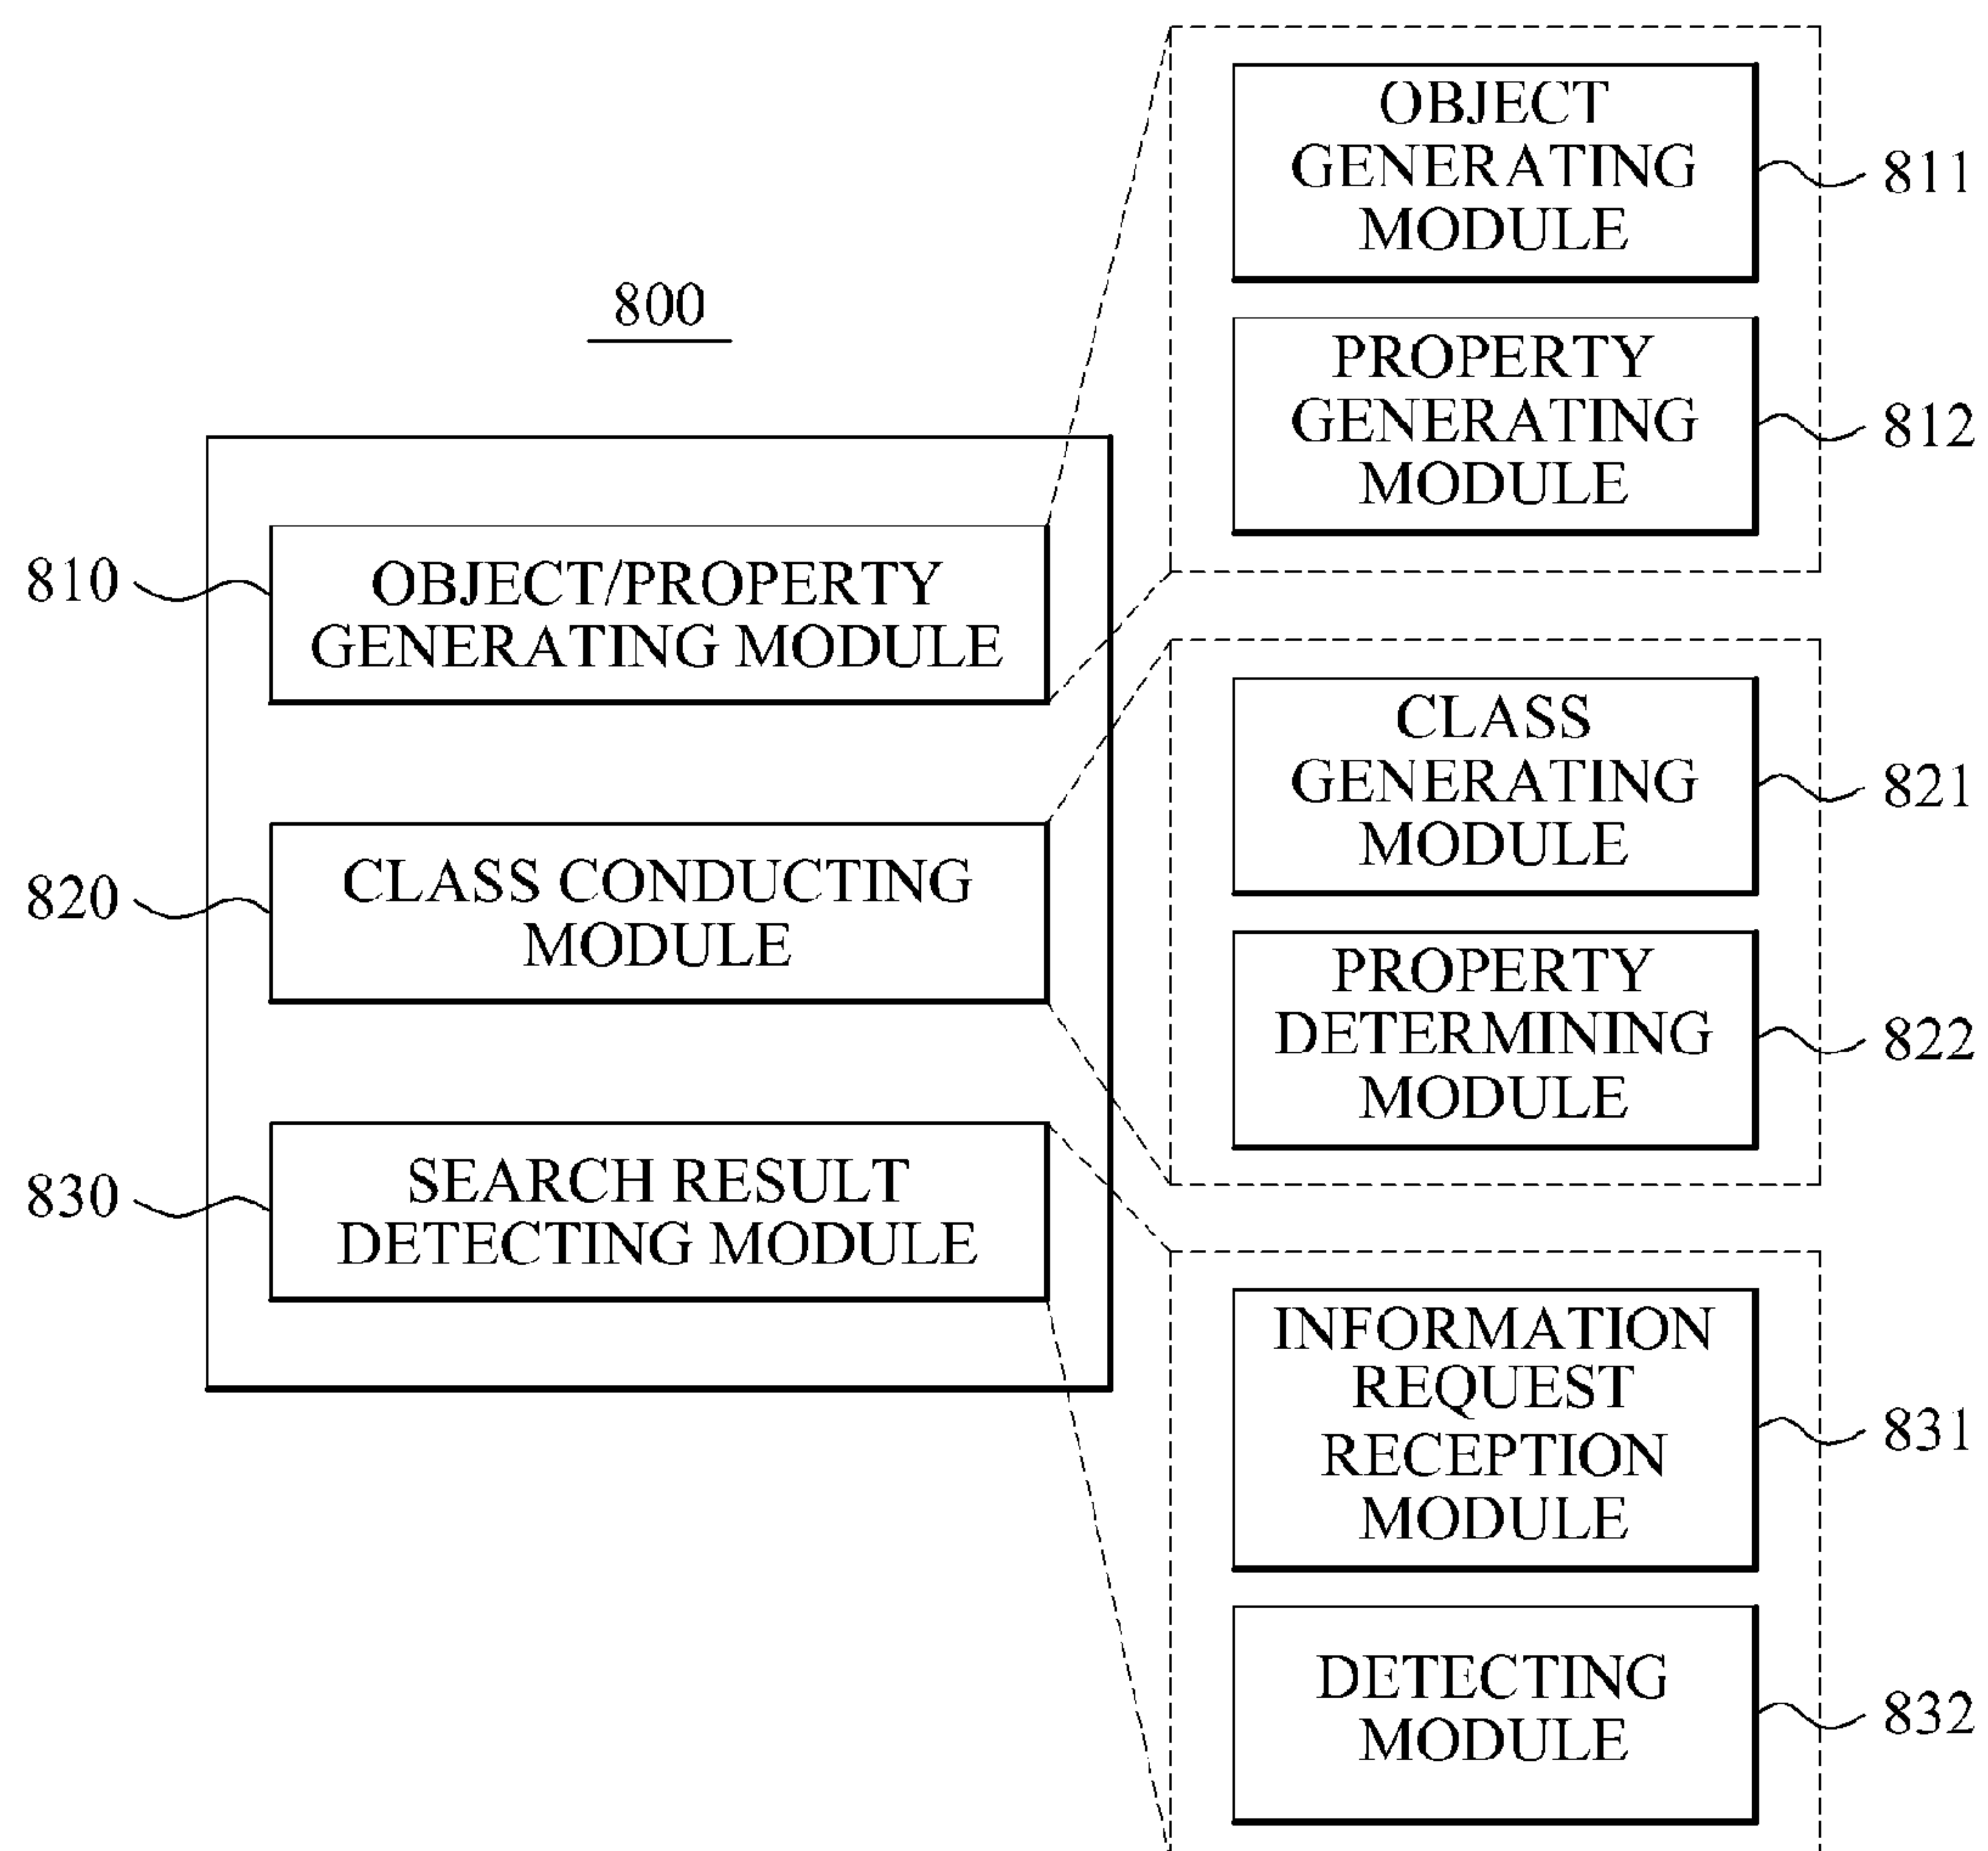 800
810
OBJECT/PROPERTY
GENERATING MODULE
820
CLASS CONDUCTING
MODULE
830
SEARCH RESULT
DETECTING MODULE
OBJECT
GENERATING
MODULE
811
PROPERTY
GENERATING
MODULE
812
CLASS
GENERATING
MODULE
821
PROPERTY
DETERMINING
MODULE
822
INFORMATION
REQUEST
RECEPTION
MODULE
831
DETECTING
MODULE
832